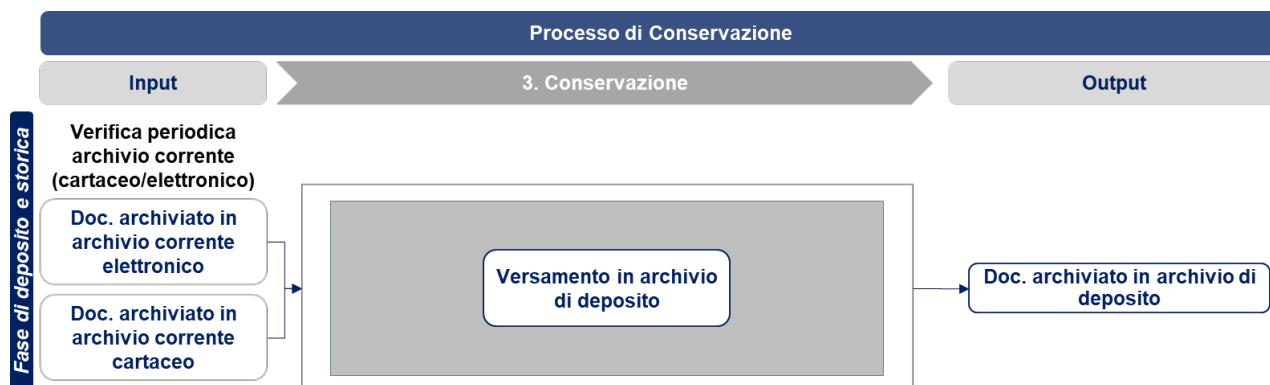 Processo di Conservazione
Input
3. Conservazione
Output
Fase di deposito e storica
Verifica periodica
archivio corrente
(cartaceo/elettronico)
Doc. archiviato in
archivio corrente
elettronico
Doc. archiviato in
archivio corrente
cartaceo
Versamento in archivio
di deposito
Doc. archiviato in archivio di
deposito